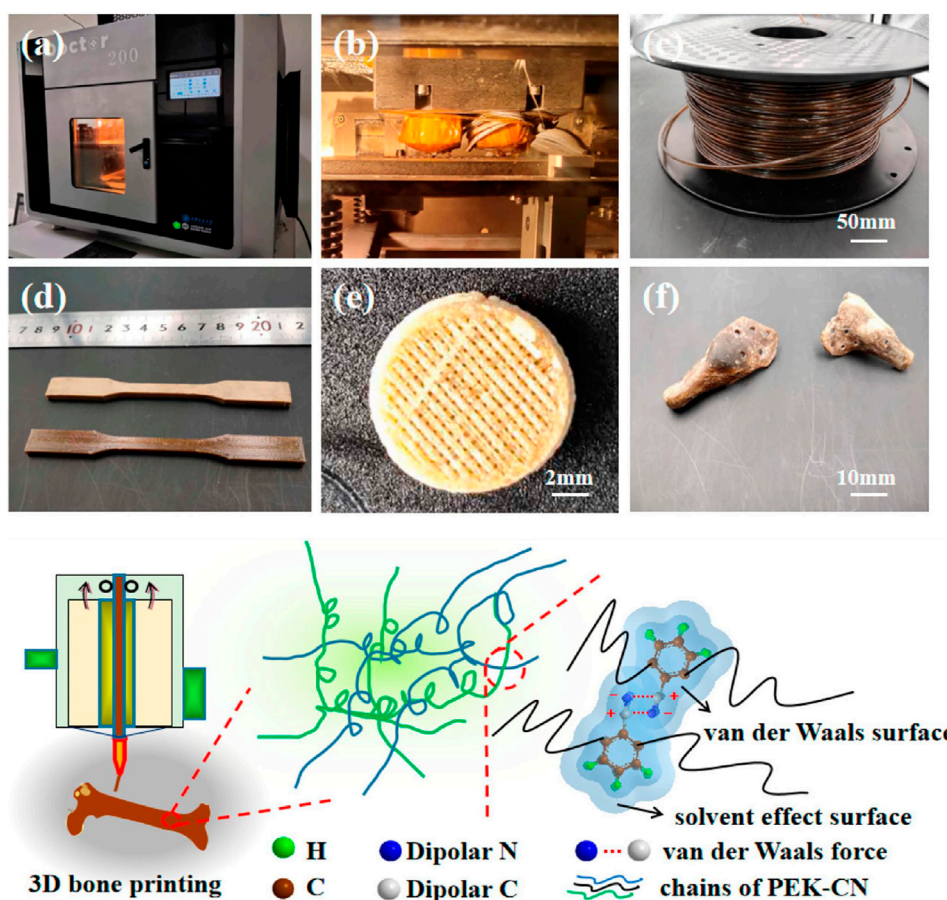 (a)
Doctor
200
(b)
(c)
50mm
(d)
7 8 9 10 1 2 3 4 5 6 7 8 9 20 1 2
(e)
2mm
(f)
10mm
van der Waals surface
solvent effect surface
3D bone printing
H
Dipolar N
van der Waals force
C
Dipolar C
chains of PEK-CN